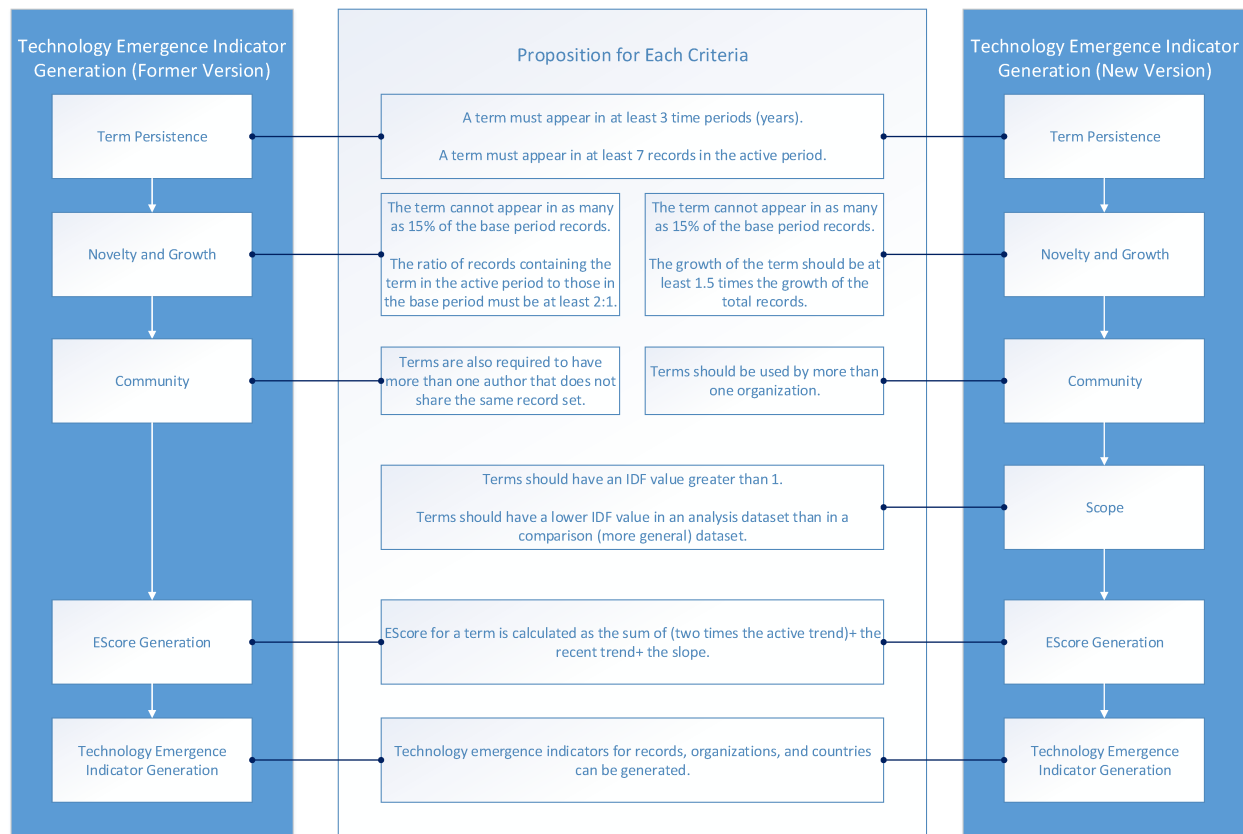 Technology Emergence Indicator
Generation (Former Version)
Term Persistence
Novelty and Growth
Community
EScore Generation
Technology Emergence
Indicator Generation
Proposition for Each Criteria
A term must appear in at least 3 time periods (years).
A term must appear in at least 7 records in the active period.
The term cannot appear in as many
as 15% of the base period records.
The ratio of records containing the
term in the active period to those in
the base period must be at least 2:1.
The term cannot appear in as many
as 15% of the base period records.
The growth of the term should be at
least 1.5 times the growth of the
total records.
Terms are also required to have
more than one author that does not
share the same record set.
Terms should be used by more than
one organization.
Terms should have an IDF value greater than 1.
Terms should have a lower IDF value in an analysis dataset than in a
comparison (more general) dataset.
EScore for a term is calculated as the sum of (two times the active trend)+ the
recent trend+ the slope.
Technology emergence indicators for records, organizations, and countries
can be generated.
Technology Emergence Indicator
Generation (New Version)
Term Persistence
Novelty and Growth
Community
Scope
EScore Generation
Technology Emergence
Indicator Generation